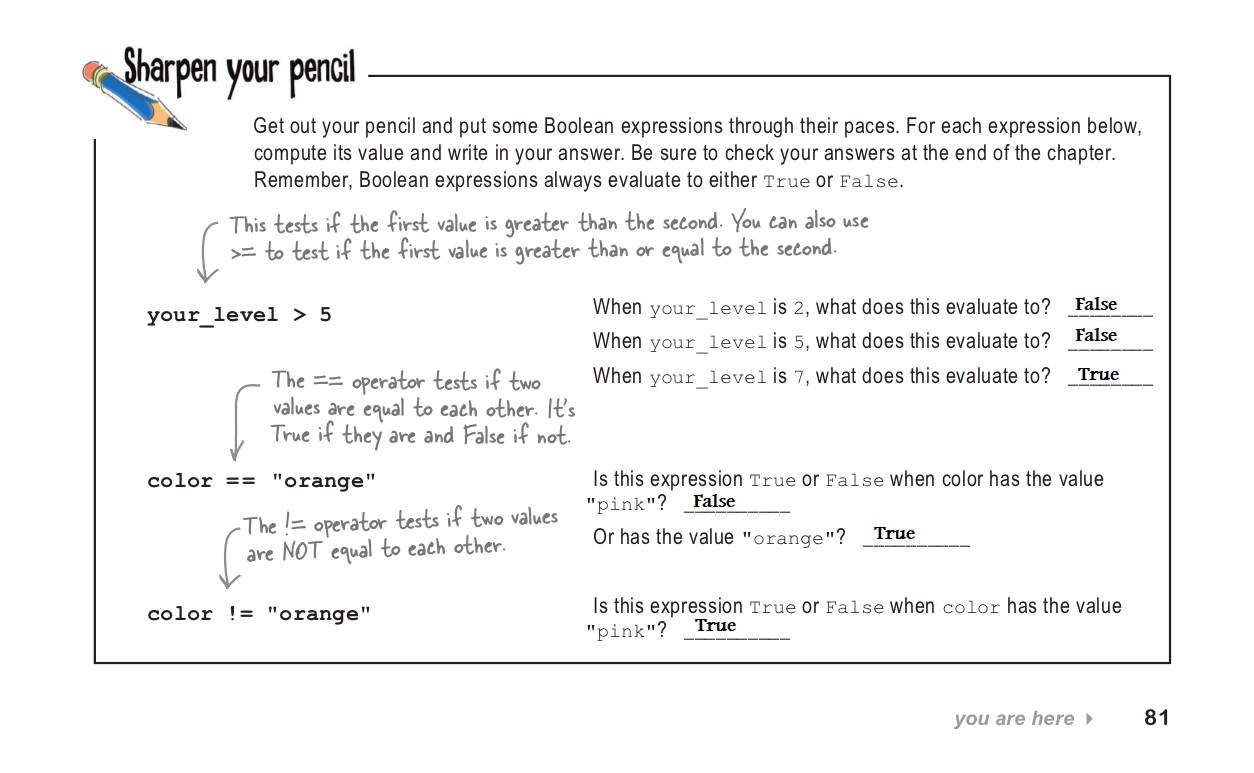 Sharpen your pencil
Get out your pencil and put some Boolean expressions through their paces. For each expression below,
compute its value and write in your answer. Be sure to check your answers at the end of the chapter.
Remember, Boolean expressions always evaluate to either True or False.
This tests if the first value is greater than the second. You can also use
>= to test if the first value is greater than or equal to the second.
your_level > 5
When your_level is 2, what does this evaluate to? False
When your_level is 5, what does this evaluate to? False
When your_level is 7, what does this evaluate to? True
The == operator tests if two
values are equal to each other. It's
True if they are and False if not.
color == "orange"
Is this expression True or False when color has the value
"pink"? False
Or has the value "orange"? True
The != operator tests if two values
are NOT equal to each other.
color != "orange"
Is this expression True or False when color has the value
"pink"? True
you are here 81